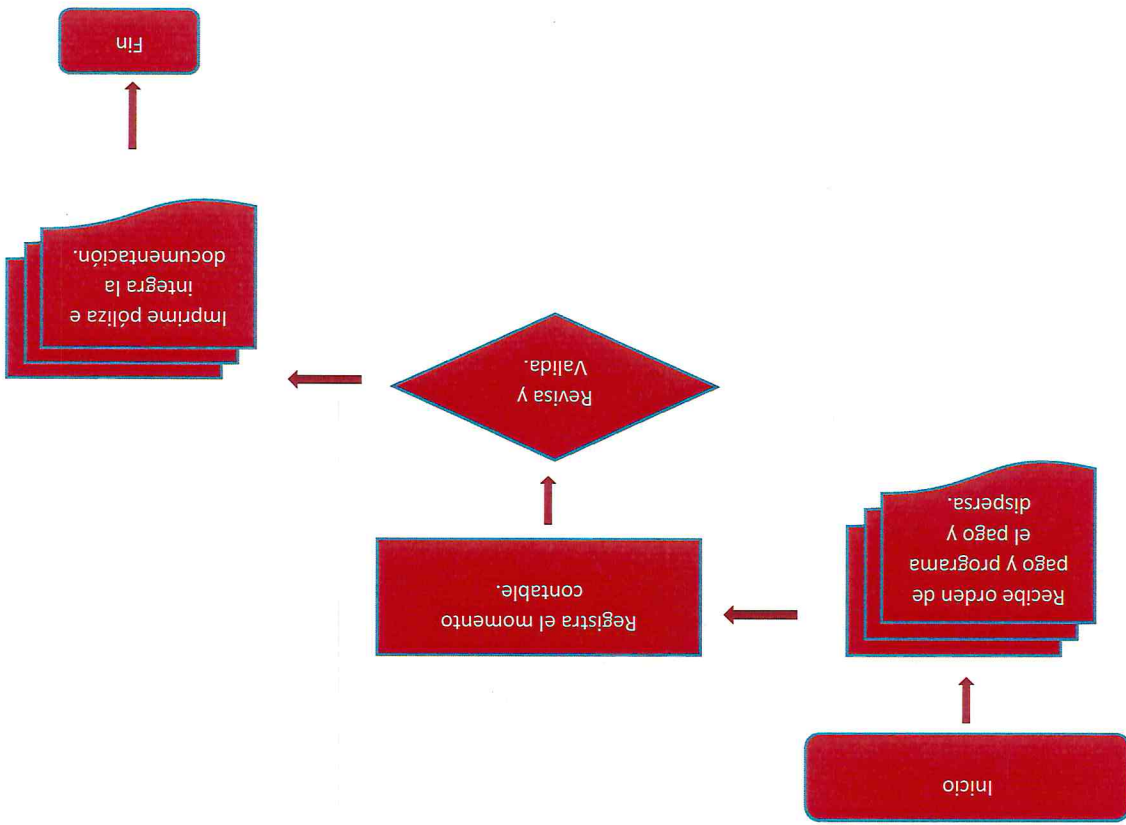 Inicio
Recibe orden de
pago y programa
el pago y
dispersa.
Registra el momento
contable.
Revisa y
Valida.
Imprime póliza e
integra la
documentación.
Fin